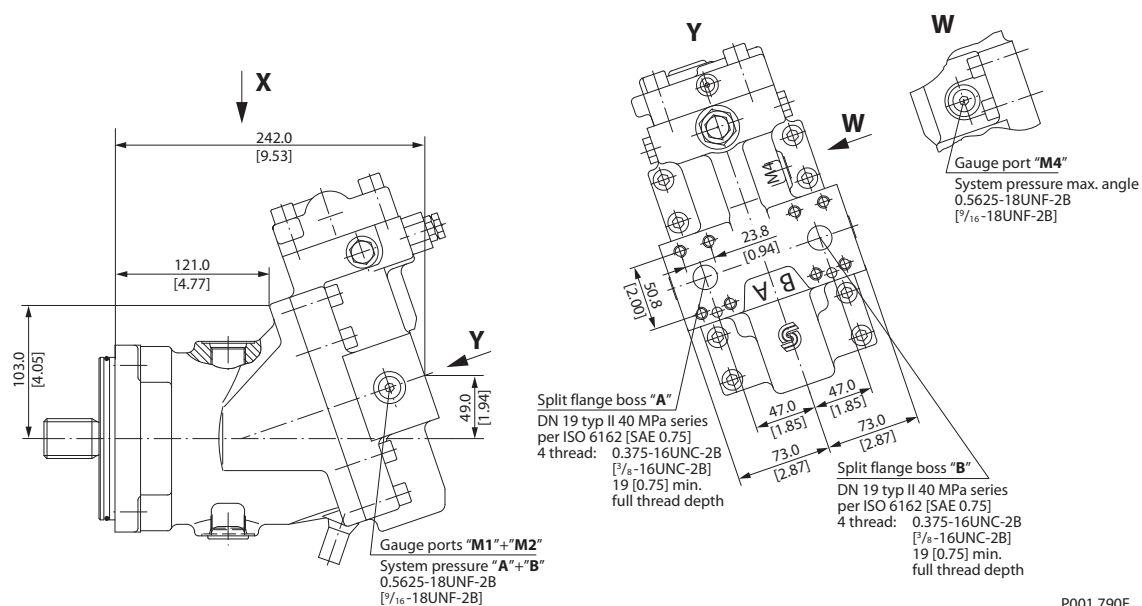 X
242.0
[9.53]
121.0
[4.77]
103.0
[4.05]
Y
49.0
[1.94]
Gauge ports "M1"+"M2"
System pressure "A"+"B"
0.5625-18UNF-2B
[9/16-18UNF-2B]
Y
W
M4
23.8
[0.94]
50.8
[2.00]
B A
47.0
[1.85]
47.0
[1.85]
73.0
[2.87]
73.0
[2.87]
Split flange boss "A"
DN 19 typ II 40 MPa series
per ISO 6162 [SAE 0.75]
4 thread: 0.375-16UNC-2B
[3/8-16UNC-2B]
19 [0.75] min.
full thread depth
Split flange boss "B"
DN 19 typ II 40 MPa series
per ISO 6162 [SAE 0.75]
4 thread: 0.375-16UNC-2B
[3/8-16UNC-2B]
19 [0.75] min.
full thread depth
W
Gauge port "M4"
System pressure max. angle
0.5625-18UNF-2B
[9/16-18UNF-2B]
P001 790E